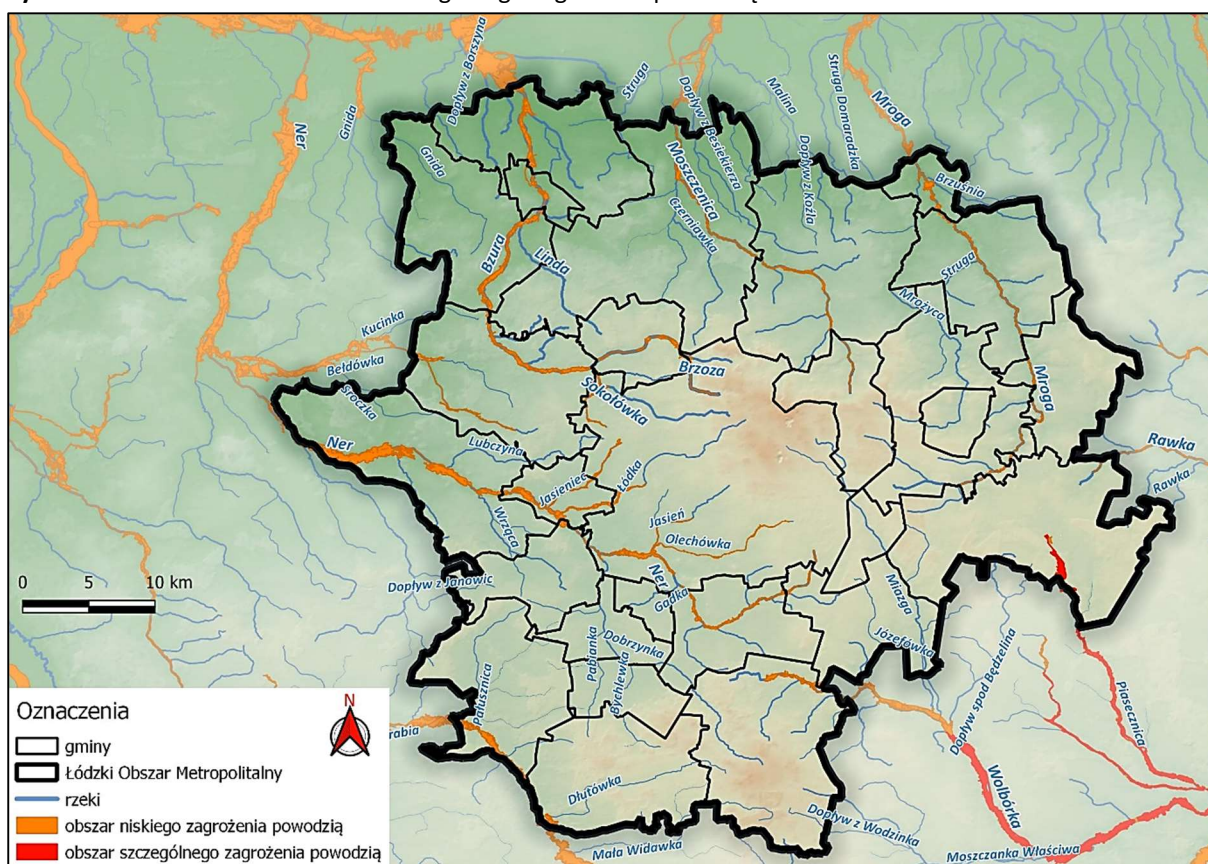 Dopływ z Borszyna
Struga
Dopływ z Besiekierza
Malina
Struga Domaradzka
Mroga
Ner
Gnida
Gnida
Moszczenica
Czerniawka
Dopływ z Koźla
Brzuśnia
Bzura
Linda
Struga
Mrożyca
Kucinka
Bełdówka
Brzoza
Sokołówka
Mroga
Sroczka
Ner
Lubczyna
Rawka
Rawka
Jasieniec
Łódka
Wrząca
Jasień
Olechówka
0 5 10 km
Dopływ z Janowic
Ner
Gadka
Miazga
Józefówka
Dopływ spod Będzelina
Piasecznica
Pabianka
Dobrzynka
Bychlewka
Pałusznica
Oznaczenia
N
gminy
Łódzki Obszar Metropolitalny
rzeki
obszar niskiego zagrożenia powodzią
obszar szczególnego zagrożenia powodzią
rabia
Dłutówka
Wolbórka
Dopływ z Wodzinka
Mała Widawka
Moszczanka Właściwa